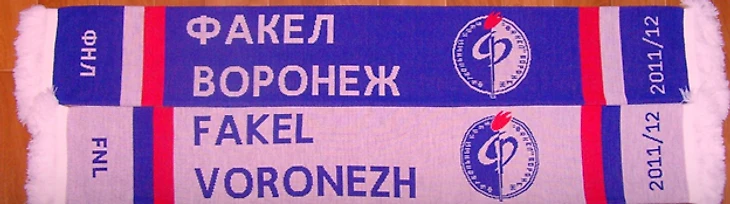 ФНЛ
ФАКЕЛ
ВОРОНЕЖ
Ф
2011/12
FNL
FAKEL
VORONEZH
Ф
2011/12